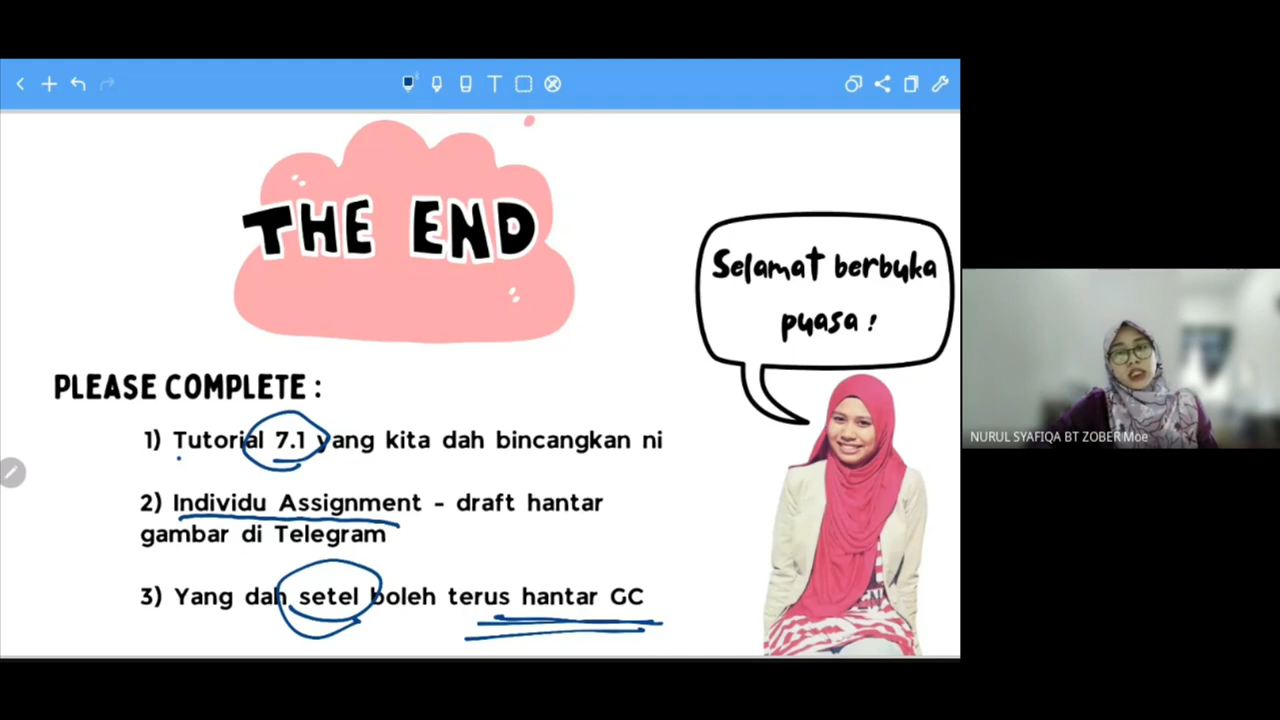 THE END
Selamat berbuka
puasa !
PLEASE COMPLETE :
1) Tutorial 7.1 yang kita dah bincangkan ni
2) Individu Assignment - draft hantar
gambar di Telegram
3) Yang dah setel boleh terus hantar GC
NURUL SYAFIQA BT ZOBER Moe